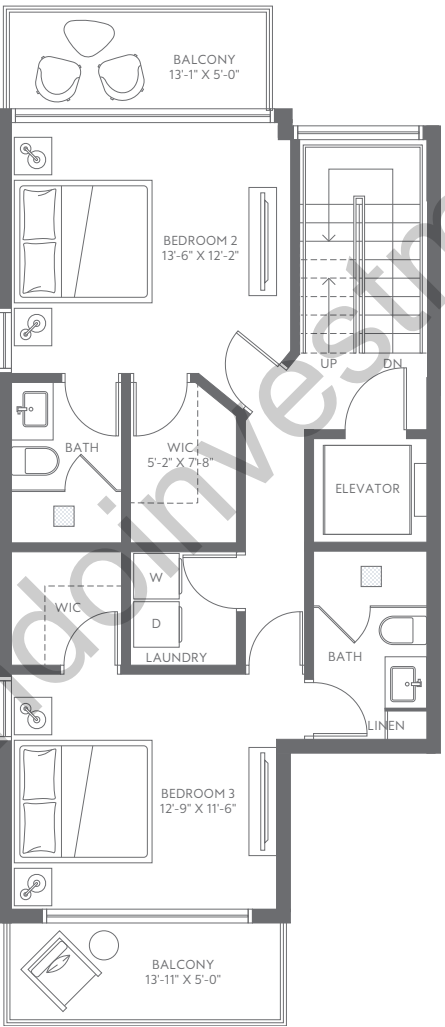 BALCONY
13'-1" X 5'-0"
BEDROOM 2
13'-6" X 12'-2"
UP
DN
BATH
WIC
5'-2" X 7'-8"
ELEVATOR
W
WIC
D
LAUNDRY
BATH
LINEN
BEDROOM 3
12'-9" X 11'-6"
BALCONY
13'-11" X 5'-0"
doinvestm